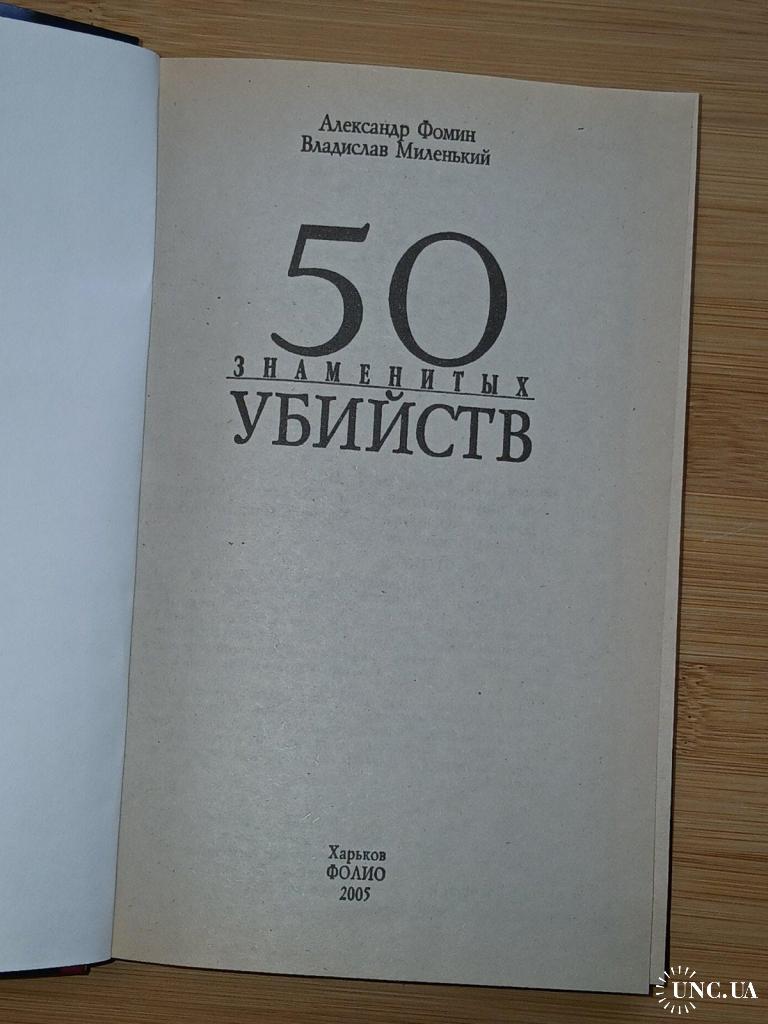 Александр Фомин
Владислав Миленький
50
ЗНАМЕНИТЫХ
УБИЙСТВ
Харьков
ФОЛИО
2005
UNC.UA